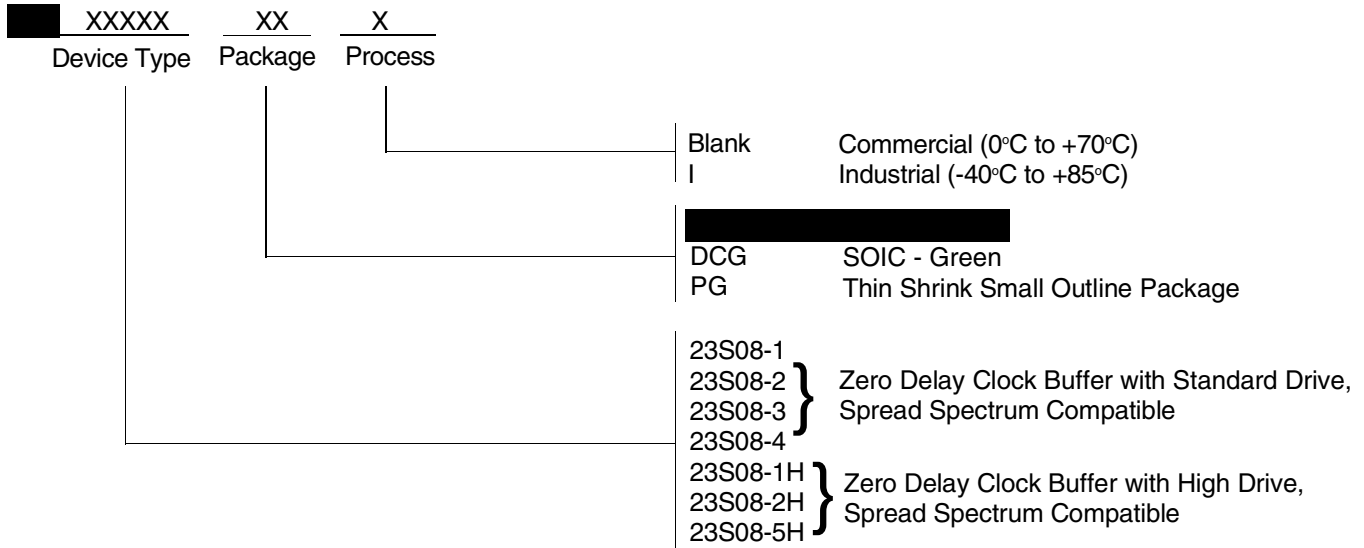 XXXXX XX X
Device Type Package Process
Blank Commercial (0°C to +70°C)
I Industrial (-40°C to +85°C)
DCG SOIC - Green
PG Thin Shrink Small Outline Package
23S08-1
23S08-2 } Zero Delay Clock Buffer with Standard Drive,
23S08-3 Spread Spectrum Compatible
23S08-4
23S08-1H } Zero Delay Clock Buffer with High Drive,
23S08-2H Spread Spectrum Compatible
23S08-5H